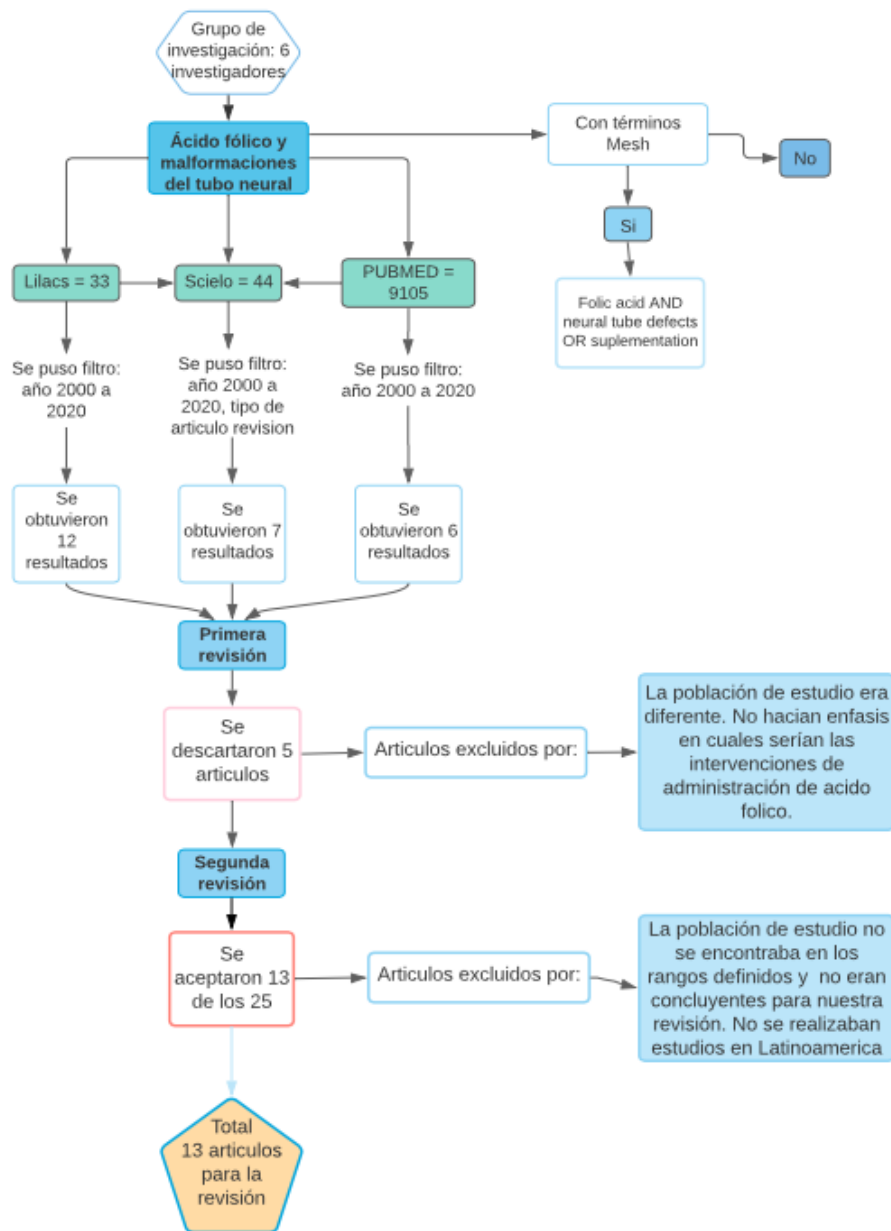 Grupo de
investigación: 6
investigadores
Ácido fólico y
malformaciones
del tubo neural
Con términos
Mesh
No
Si
Folic acid AND
neural tube defects
OR suplementation
Lilacs = 33
Scielo = 44
PUBMED =
9105
Se puso filtro:
año 2000 a
2020
Se puso filtro:
año 2000 a
2020, tipo de
articulo revision
Se puso filtro:
año 2000 a 2020
Se
obtuvieron
12
resultados
Se
obtuvieron 7
resultados
Se
obtuvieron 6
resultados
Primera
revisión
Se
descartaron 5
articulos
Articulos excluidos por:
La población de estudio era
diferente. No hacian enfasis
en cuales serían las
intervenciones de
administración de acido
folico.
Segunda
revisión
Se
aceptaron 13
de los 25
Articulos excluidos por:
La población de estudio no
se encontraba en los
rangos definidos y no eran
concluyentes para nuestra
revisión. No se realizaban
estudios en Latinoamerica
Total
13 articulos
para la
revisión